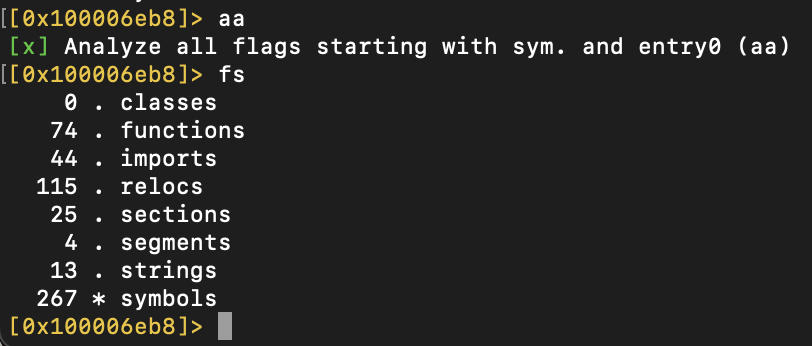 [[0x100006eb8]> aa
[x] Analyze all flags starting with sym. and entry0 (aa)
[[0x100006eb8]> fs
0 . classes
74 . functions
44 . imports
115 . relocs
25 . sections
4 . segments
13 . strings
267 * symbols
[0x100006eb8]>